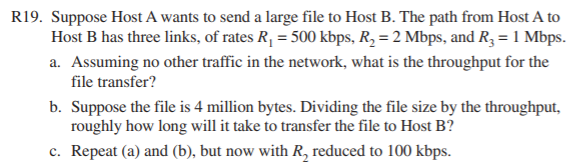 R19. Suppose Host A wants to send a large file to Host B. The path from Host A to
Host B has three links, of rates R₁ = 500 kbps, R₂ = 2 Mbps, and R₃ = 1 Mbps.
a. Assuming no other traffic in the network, what is the throughput for the
file transfer?
b. Suppose the file is 4 million bytes. Dividing the file size by the throughput,
roughly how long will it take to transfer the file to Host B?
c. Repeat (a) and (b), but now with R₂ reduced to 100 kbps.